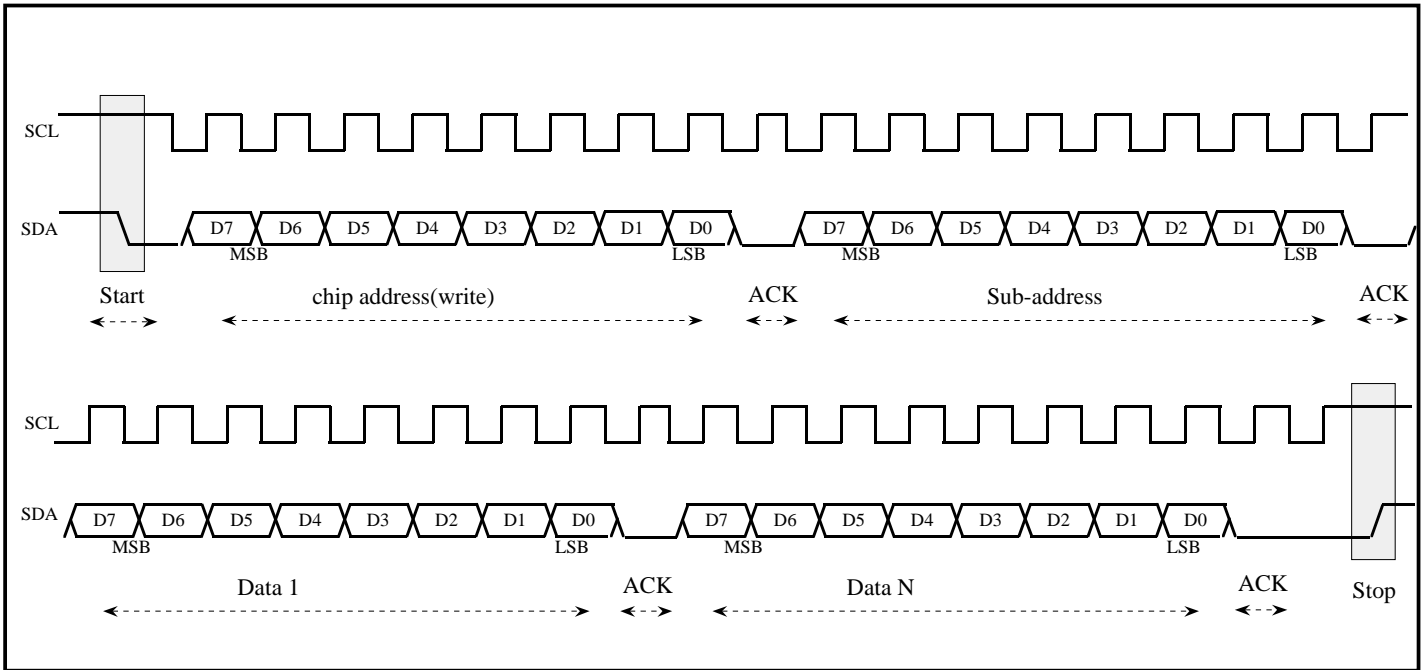 SCL
SDA
D7 D6 D5 D4 D3 D2 D1 D0 D7 D6 D5 D4 D3 D2 D1 D0
MSB LSB MSB LSB
Start chip address(write) ACK Sub-address ACK
SCL
SDA
D7 D6 D5 D4 D3 D2 D1 D0 D7 D6 D5 D4 D3 D2 D1 D0
MSB LSB MSB LSB
Data 1 ACK Data N ACK Stop